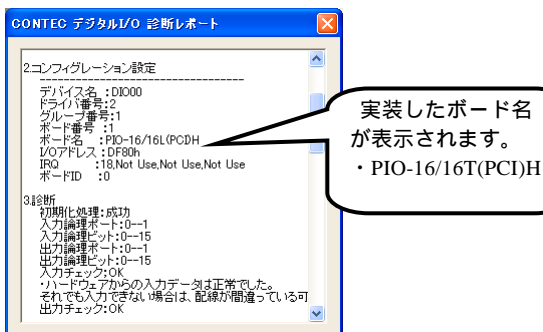 CONTEC デジタルI/O 診断レポート
2.コンフィグレーション設定
----------------------------------
デバイス名 :DIO00
ドライバ番号:2
グループ番号:1
ボード番号 :1
ボード名 :PIO-16/16L(PCI)H
I/Oアドレス :DF80h
IRQ :18,Not Use,Not Use,Not Use
ボードID :0
3.診断
初期化処理:成功
入力論理ポート:0--1
入力論理ビット:0--15
出力論理ポート:0--1
出力論理ビット:0--15
入力チェック:OK
・ハードウェアからの入力データは正常でした。
それでも入力できない場合は、配線が間違っている可
出力チェック:OK
実装したボード名
が表示されます。
・PIO-16/16T(PCI)H